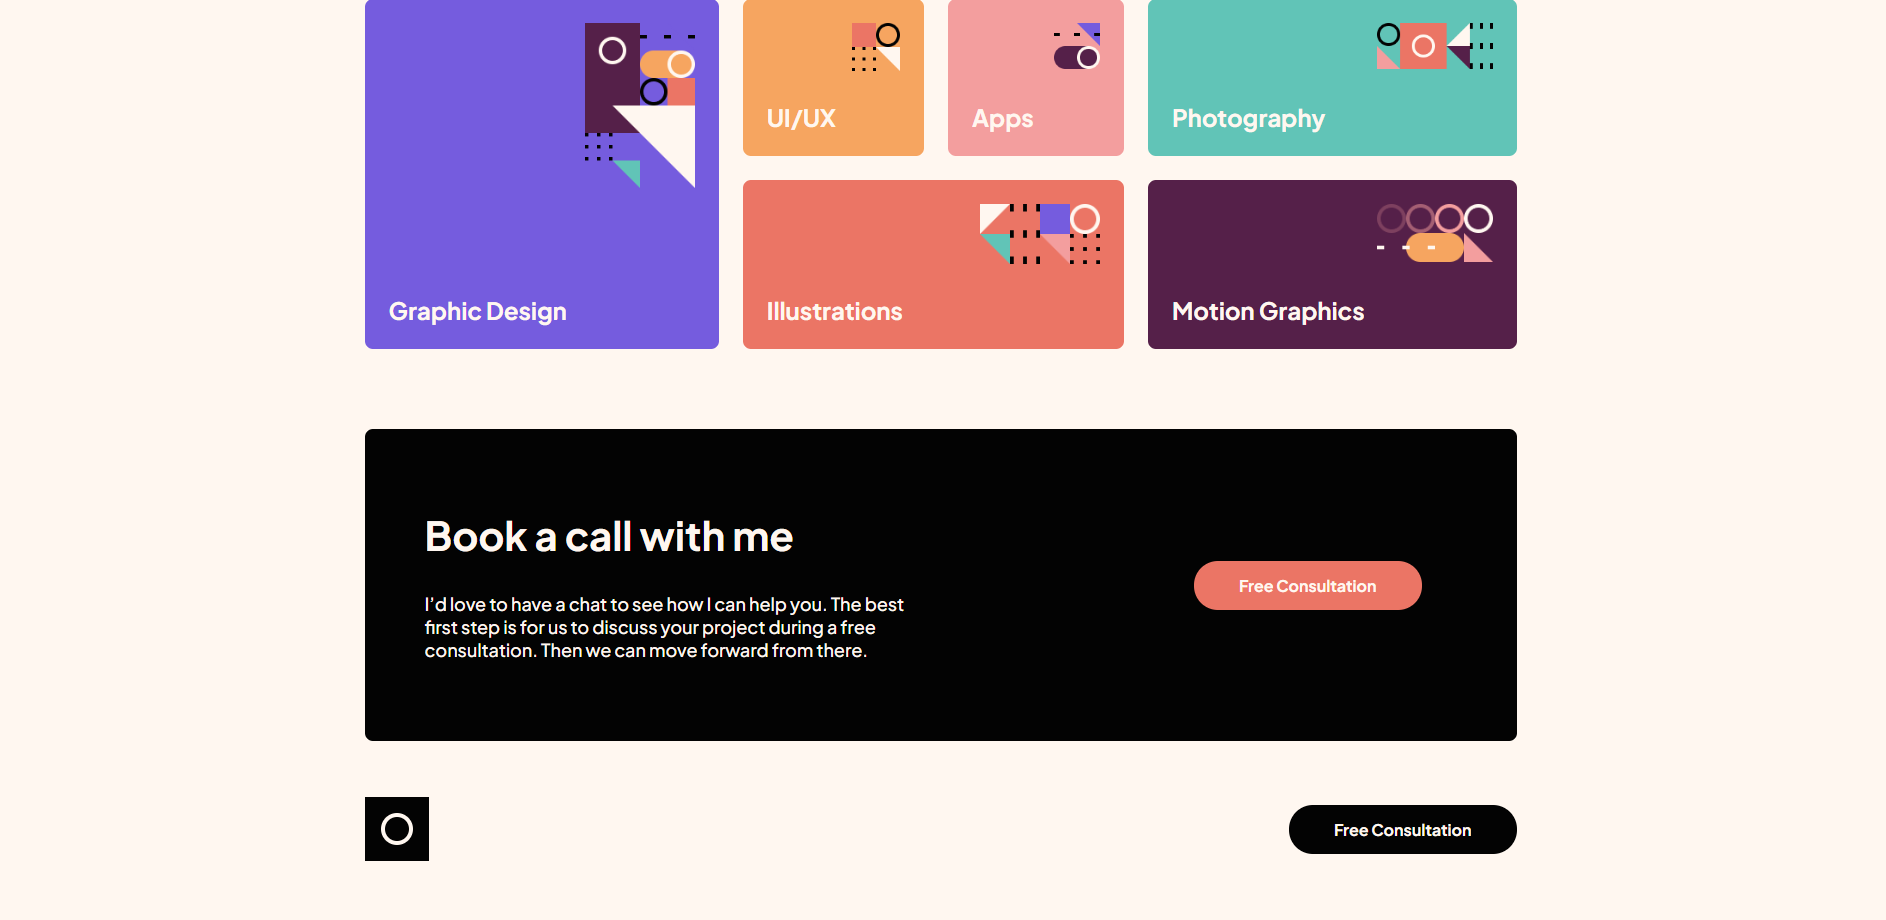 UI/UX
Apps
Photography
Graphic Design
Illustrations
Motion Graphics
Book a call with me
I’d love to have a chat to see how I can help you. The best
first step is for us to discuss your project during a free
consultation. Then we can move forward from there.
Free Consultation
Free Consultation